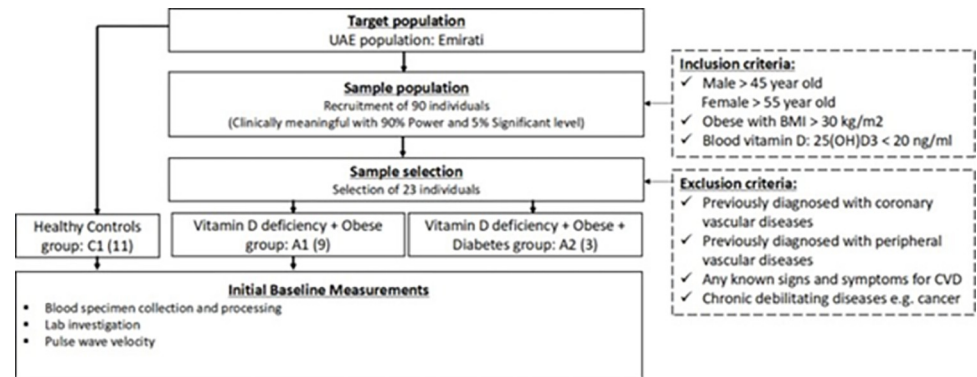 Target population
UAE population: Emirati
Sample population
Recruitment of 90 individuals
(Clinically meaningful with 90% Power and 5% Significant level)
Sample selection
Selection of 23 individuals
Inclusion criteria:
✓ Male > 45 year old
Female > 55 year old
✓ Obese with BMI > 30 kg/m2
✓ Blood vitamin D: 25(OH)D3 < 20 ng/ml
Exclusion criteria:
✓ Previously diagnosed with coronary
vascular diseases
✓ Previously diagnosed with peripheral
vascular diseases
✓ Any known signs and symptoms for CVD
✓ Chronic debilitating diseases e.g. cancer
Healthy Controls
group: C1 (11)
Vitamin D deficiency + Obese
group: A1 (9)
Vitamin D deficiency + Obese +
Diabetes group: A2 (3)
Initial Baseline Measurements
▪ Blood specimen collection and processing
▪ Lab investigation
▪ Pulse wave velocity